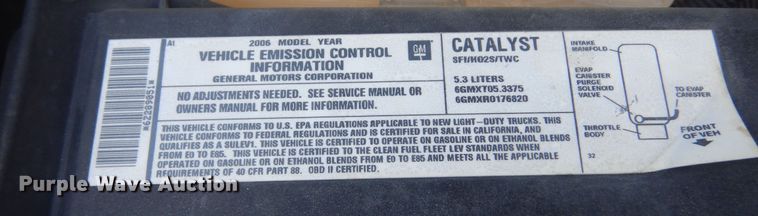 A1
2006 MODEL YEAR
VEHICLE EMISSION CONTROL
INFORMATION
GENERAL MOTORS CORPORATION
GM
CATALYST
SFI/HO2S/TWC
NO ADJUSTMENTS NEEDED. SEE SERVICE MANUAL OR
OWNERS MANUAL FOR MORE INFORMATION.
5.3 LITERS
6GMXT05.3375
6GMXR0176820
THIS VEHICLE CONFORMS TO U.S. EPA REGULATIONS APPLICABLE TO NEW LIGHT-DUTY TRUCKS. THIS
VEHICLE CONFORMS TO FEDERAL REGULATIONS AND IS CERTIFIED FOR SALE IN CALIFORNIA, AND
QUALIFIES AS A SULEV1. THIS VEHICLE IS CERTIFIED TO OPERATE ON GASOLINE OR ON ETHANOL BLENDS
FROM E0 TO E85. THIS VEHICLE IS CERTIFIED TO THE CLEAN FUEL FLEET LEV STANDARDS WHEN
OPERATED ON GASOLINE OR ON ETHANOL BLENDS FROM E0 TO E85 AND MEETS ALL THE APPLICABLE
REQUIREMENTS OF 40 CFR PART 88. OBD II CERTIFIED.
INTAKE
MANIFOLD
EVAP
CANISTER
PURGE
SOLENOID
VALVE
THROTTLE
BODY
TO EVAP
CANISTER
FRONT
OF VEH
32
Purple Wave Auction